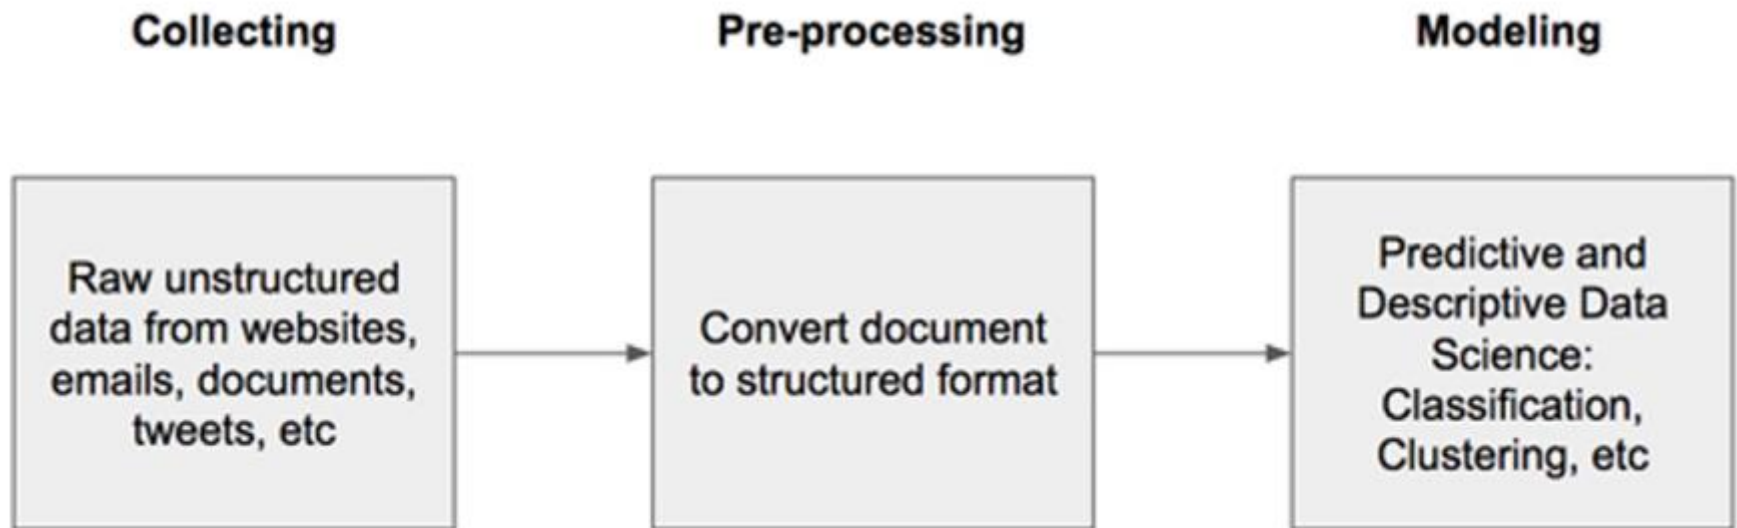 Collecting
Pre-processing
Modeling
Raw unstructured
data from websites,
emails, documents,
tweets, etc
Convert document
to structured format
Predictive and
Descriptive Data
Science:
Classification,
Clustering, etc